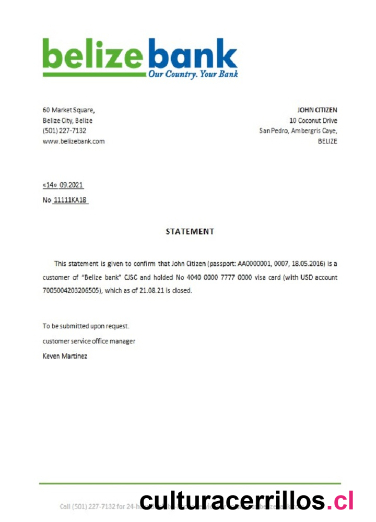 belizebank
Our Country. Your Bank
60 Market Square,
Belize City, Belize
(501) 227-7132
www.belizebank.com
JOHN CITIZEN
10 Coconut Drive
San Pedro, Ambergris Caye,
BELIZE
«14» 09.2021
No 11111KA18
STATEMENT
This statement is given to confirm that John Citizen (passport: AA0000001, 0007, 18.05.2016) is a
customer of "Belize bank" CJSC and holded No 4040 0000 7777 0000 visa card (with USD account
7005004203206505), which as of 21.08.21 is closed.
To be submitted upon request.
customer service office manager
Keven Martinez
Call (501) 227-7132 for 24-h
culturacerrillos.cl